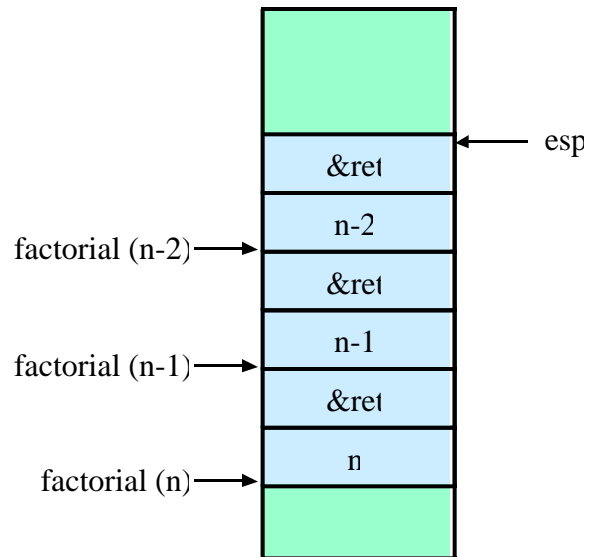 esp
&ret
n-2
factorial (n-2)
&ret
n-1
factorial (n-1)
&ret
n
factorial (n)